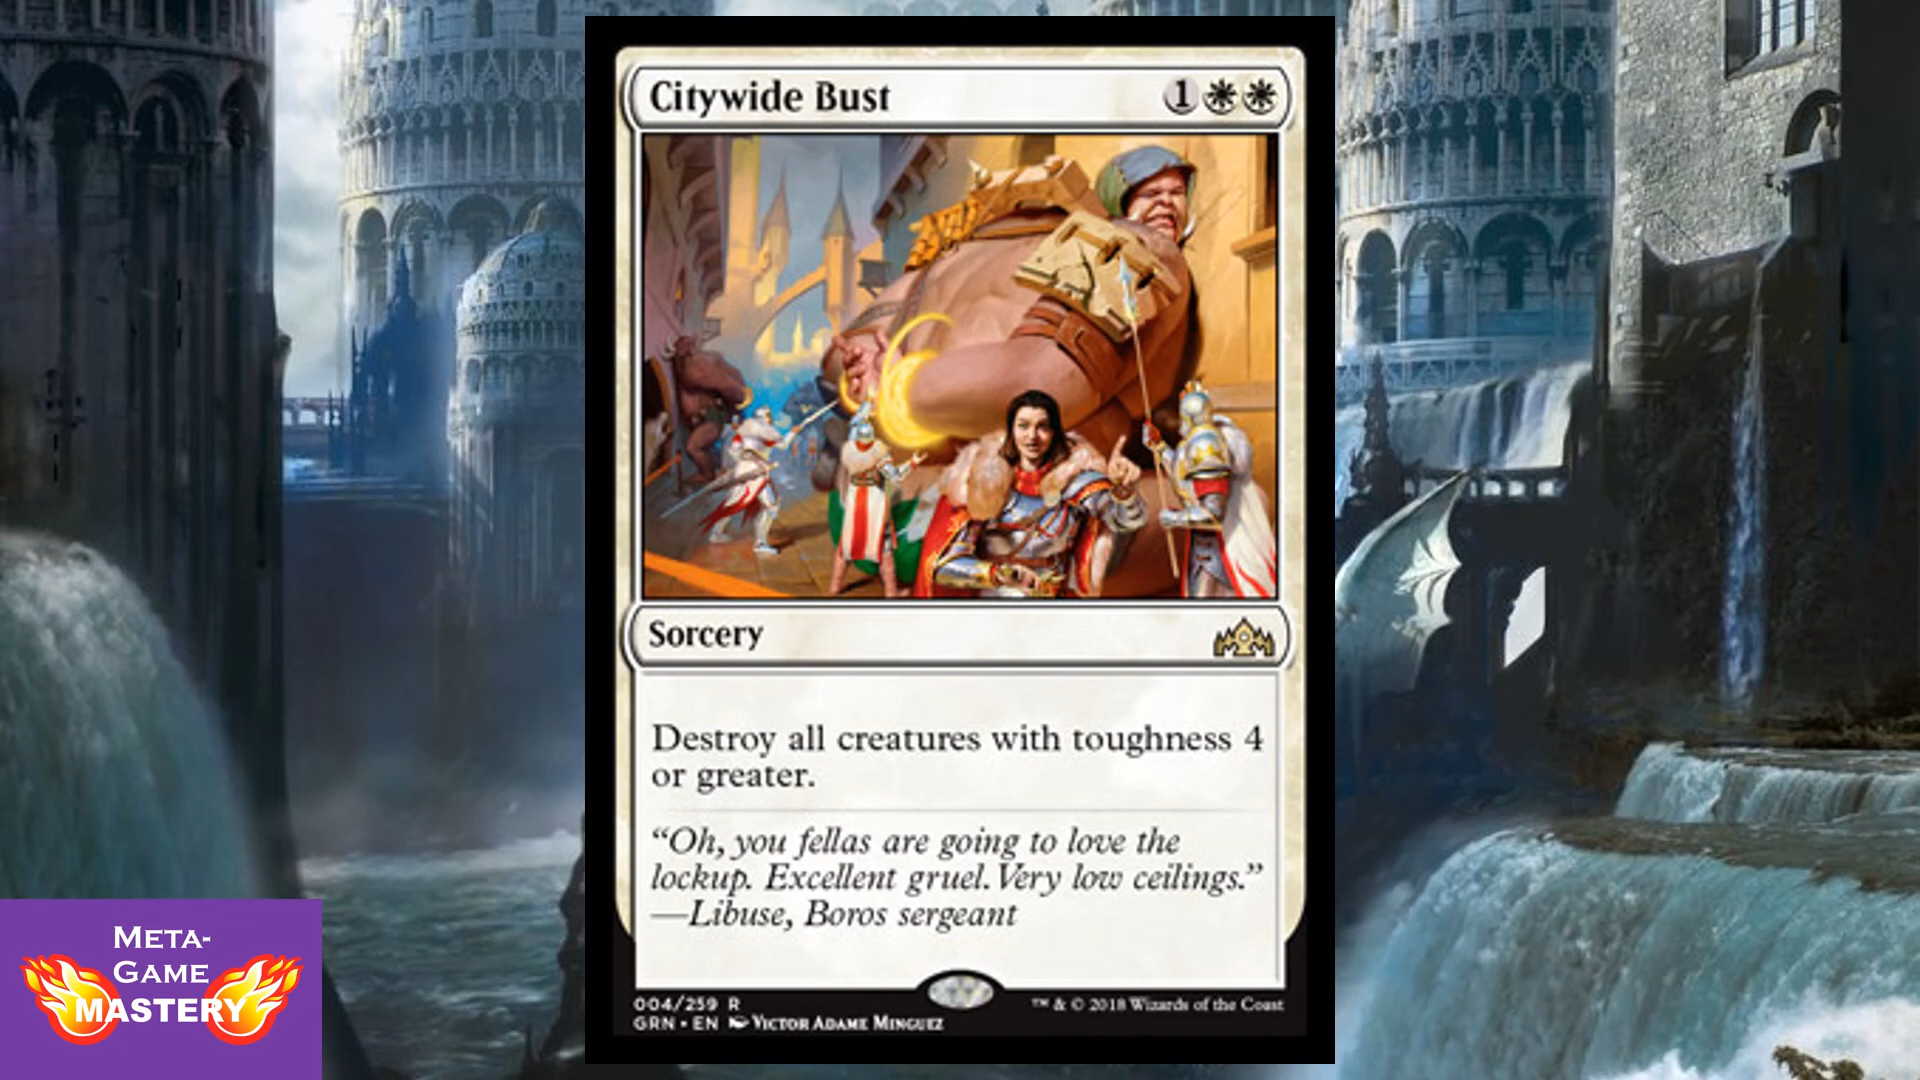 Citywide Bust
1
Sorcery
Destroy all creatures with toughness 4
or greater.
“Oh, you fellas are going to love the
lockup. Excellent gruel. Very low ceilings.”
—Libuse, Boros sergeant
004/259 R
GRN • EN VICTOR ADAME MINGUEZ
™ & © 2018 Wizards of the Coast
META-
GAME
MASTERY